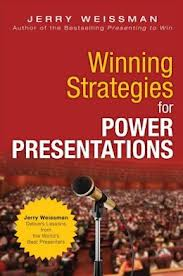 JERRY WEISSMAN
Author of the Bestselling Presenting to Win
Winning
Strategies
for
POWER
PRESENTATIONS
Jerry Weissman
Delivers Lessons
from
the World's
Best Presenters